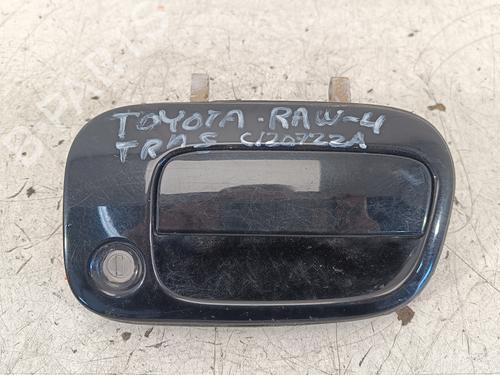 TOYOTA. RAW-4
TRAS C120722A